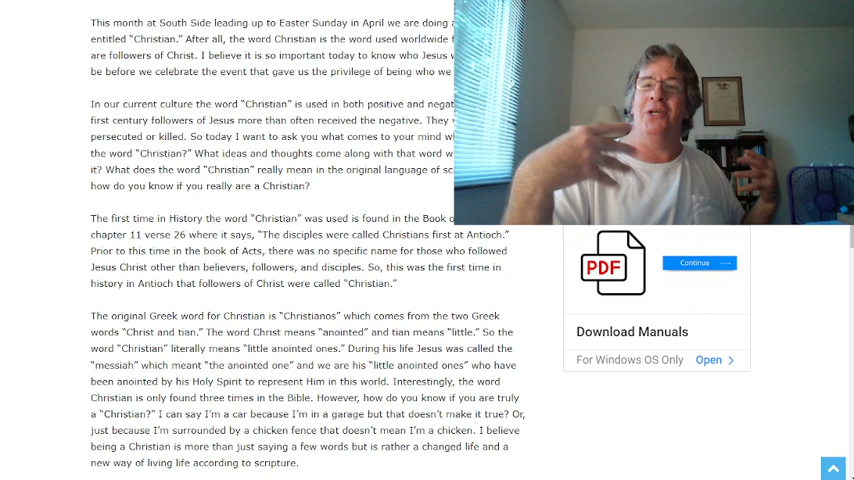 This month at South Side leading up to Easter Sunday in April we are doing a
entitled “Christian.” After all, the word Christian is the word used worldwide
are followers of Christ. I believe it is so important today to know who Jesus
be before we celebrate the event that gave us the privilege of being who we
In our current culture the word “Christian” is used in both positive and
first century followers of Jesus more than often received the negative. They
persecuted or killed. So today I want to ask you what comes to your mind
the word “Christian?” What ideas and thoughts come along with that word
it? What does the word “Christian” really mean in the original language of
how do you know if you really are a Christian?
The first time in History the word “Christian” was used is found in the Book
chapter 11 verse 26 where it says, “The disciples were called Christians first at Antioch.”
Prior to this time in the book of Acts, there was no specific name for those who followed
Jesus Christ other than believers, followers, and disciples. So, this was the first time in
history in Antioch that followers of Christ were called “Christian.”
The original Greek word for Christian is “Christianos” which comes from the two Greek
words “Christ and tian.” The word Christ means “anointed” and tian means “little.” So the
word “Christian” literally means “little anointed ones.” During his life Jesus was called the
“messiah” which meant “the anointed one” and we are his “little anointed ones” who have
been anointed by his Holy Spirit to represent Him in this world. Interestingly, the word
Christian is only found three times in the Bible. However, how do you know if you are truly
a “Christian?” I can say I’m a car because I’m in a garage but that doesn’t make it true? Or,
just because I’m surrounded by a chicken fence that doesn’t mean I’m a chicken. I believe
being a Christian is more than just saying a few words but is rather a changed life and a
new way of living life according to scripture.
PDF
Continue
Download Manuals
For Windows OS Only Open